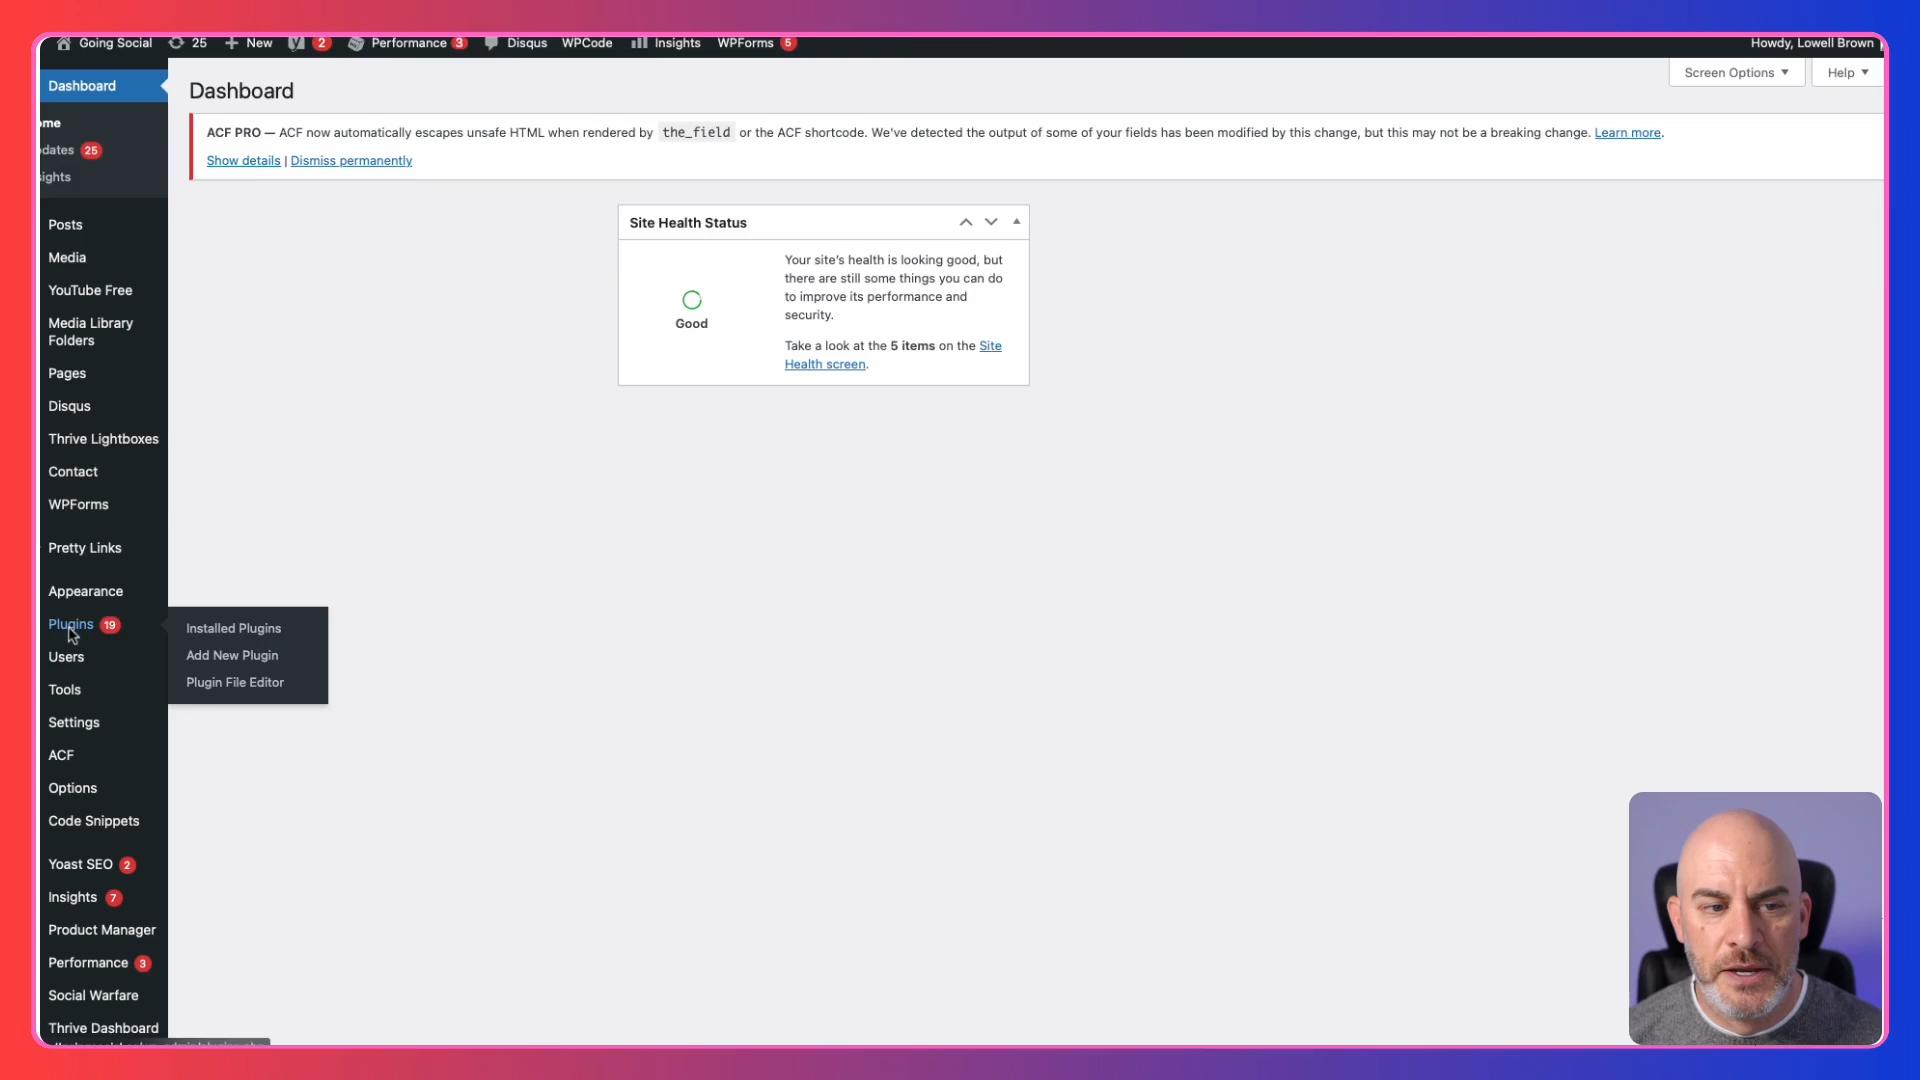 Going Social 25 New 2 Performance 3 Disqus WPCode Insights WPForms 5 Howdy, Lowell Brown
Screen Options Help
Dashboard
ome
dates 25
ights
Posts
Media
YouTube Free
Media Library
Folders
Pages
Disqus
Thrive Lightboxes
Contact
WPForms
Pretty Links
Appearance
Plugins 19
Users
Tools
Settings
ACF
Options
Code Snippets
Yoast SEO 2
Insights 7
Product Manager
Performance 3
Social Warfare
Thrive Dashboard
Installed Plugins
Add New Plugin
Plugin File Editor
Dashboard
ACF PRO — ACF now automatically escapes unsafe HTML when rendered by the_field or the ACF shortcode. We've detected the output of some of your fields has been modified by this change, but this may not be a breaking change. Learn more.
Show details | Dismiss permanently
Site Health Status
Good
Your site's health is looking good, but
there are still some things you can do
to improve its performance and
security.
Take a look at the 5 items on the Site
Health screen.